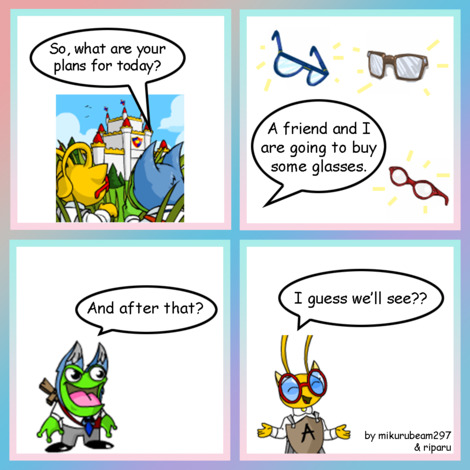 So, what are your
plans for today?
A friend and I
are going to buy
some glasses.
And after that?
I guess we'll see??
A
by mikurubeam297
& riparu